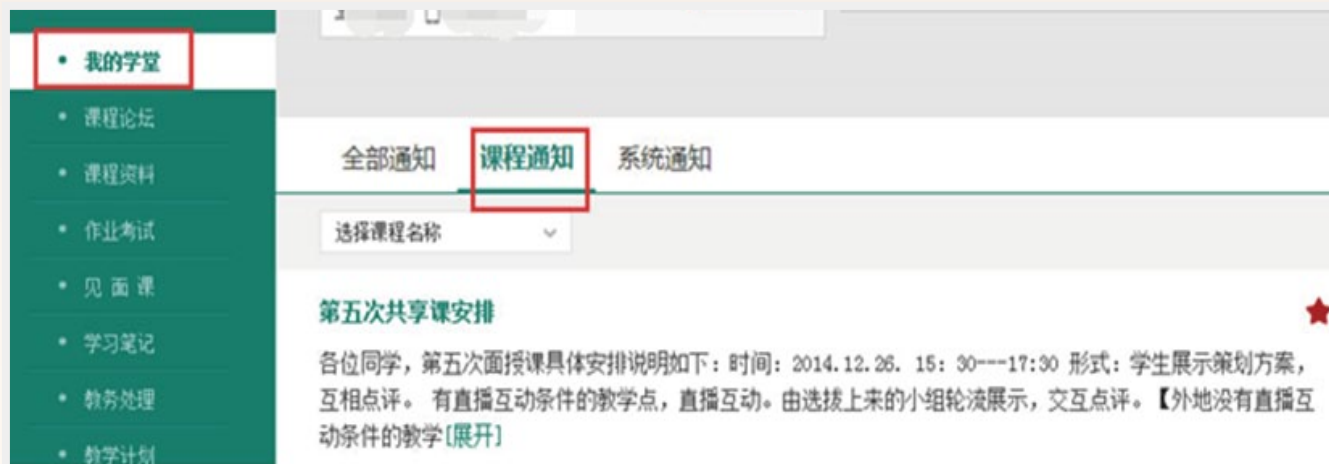 我的学堂
课程论坛
课程资料
作业考试
见 面 课
学习笔记
教务处理
教学计划
全部通知 课程通知 系统通知
选择课程名称
第五次共享课安排
各位同学，第五次面授课具体安排说明如下：时间：2014.12.26. 15：30---17:30 形式：学生展示策划方案，
互相点评。 有直播互动条件的教学点，直播互动。由选拔上来的小组轮流展示，交互点评。【外地没有直播互
动条件的教学[展开]